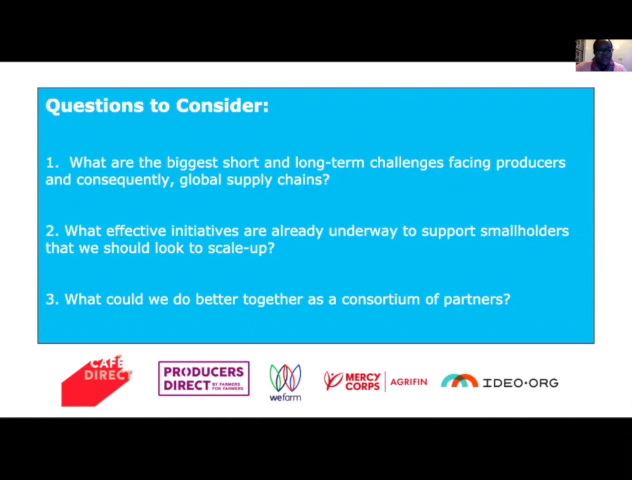 Questions to Consider:
1. What are the biggest short and long-term challenges facing producers
and consequently, global supply chains?
2. What effective initiatives are already underway to support smallholders
that we should look to scale-up?
3. What could we do better together as a consortium of partners?
CAFÉ
DIRECT
PRODUCERS
DIRECT
BY FARMERS
FOR FARMERS
wefarm
MERCY
CORPS
AGRIFIN
IDEO.ORG